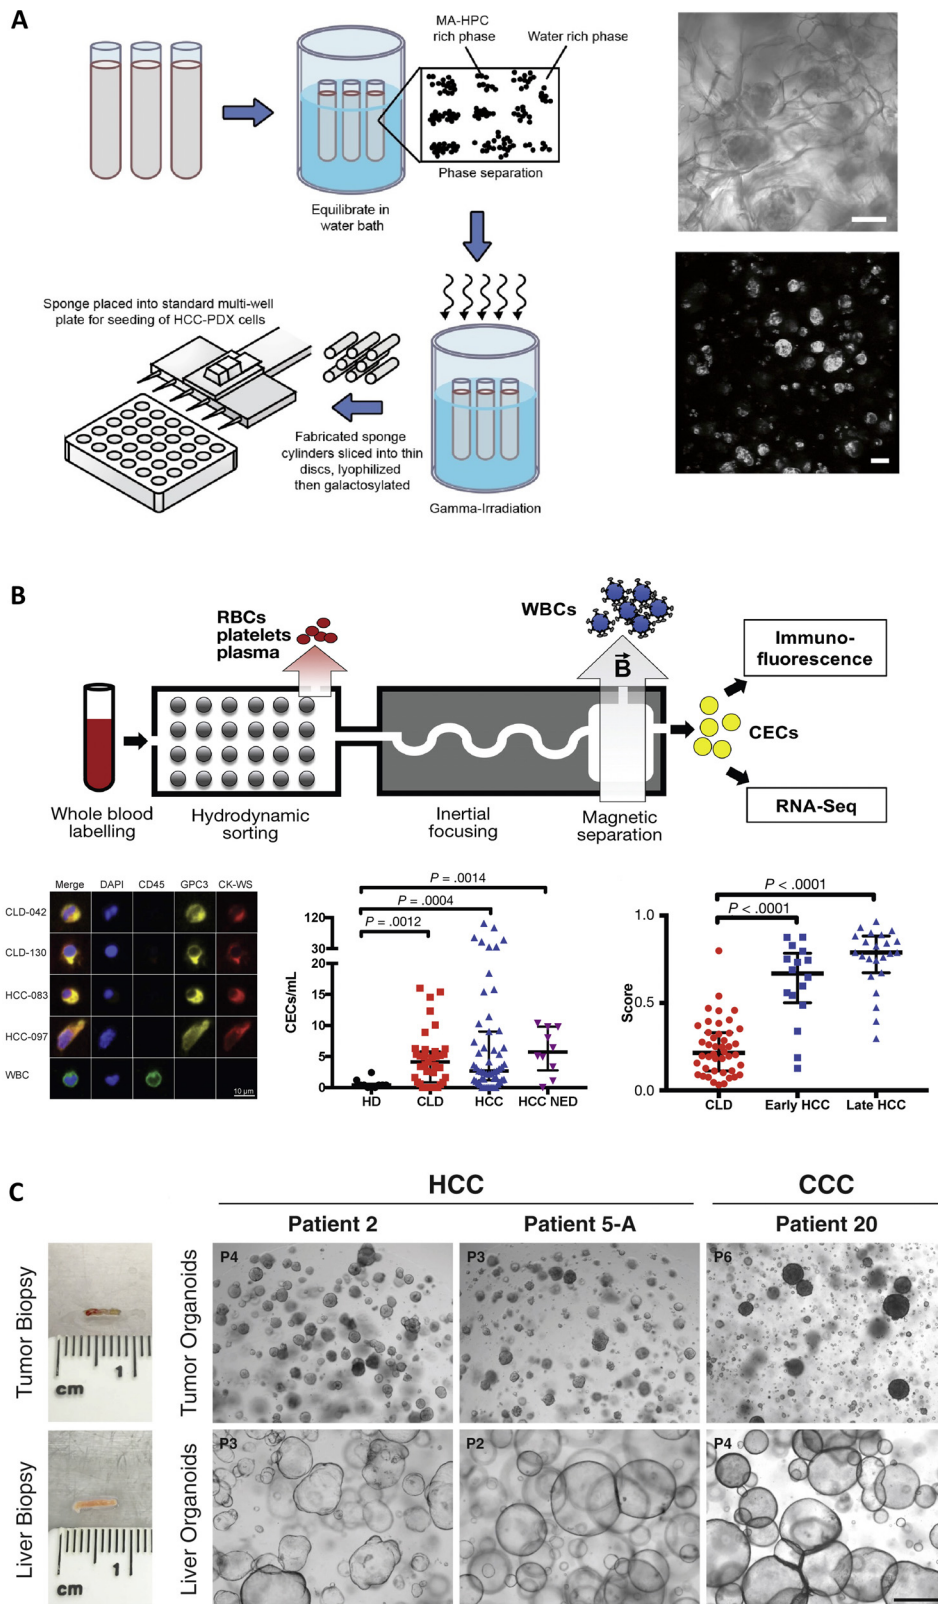 A
MA-HPC
rich phase
Water rich phase
Phase separation
Equilibrate in
water bath
Sponge placed into standard multi-well
plate for seeding of HCC-PDX cells
Fabricated sponge
cylinders sliced into thin
discs, lyophilized
then galactosylated
Gamma-Irradiation
B
RBCs
platelets
plasma
WBCs
B
Immuno-
fluorescence
CECs
RNA-Seq
Whole blood
labelling
Hydrodynamic
sorting
Inertial
focusing
Magnetic
separation
Merge DAPI CD45 GPC3 CK-WS
CLD-042
CLD-130
HCC-083
HCC-097
WBC
10 µm
P = .0014
P = .0004
P = .0012
120
30
20
15
10
5
0
CECs/mL
HD CLD HCC HCC NED
P < .0001
P < .0001
1.0
0.5
0.0
Score
CLD Early HCC Late HCC
C
HCC CCC
Patient 2 Patient 5-A Patient 20
Tumor Biopsy
cm 1
Tumor Organoids
P4 P3 P6
Liver Biopsy
cm 1
Liver Organoids
P3 P2 P4